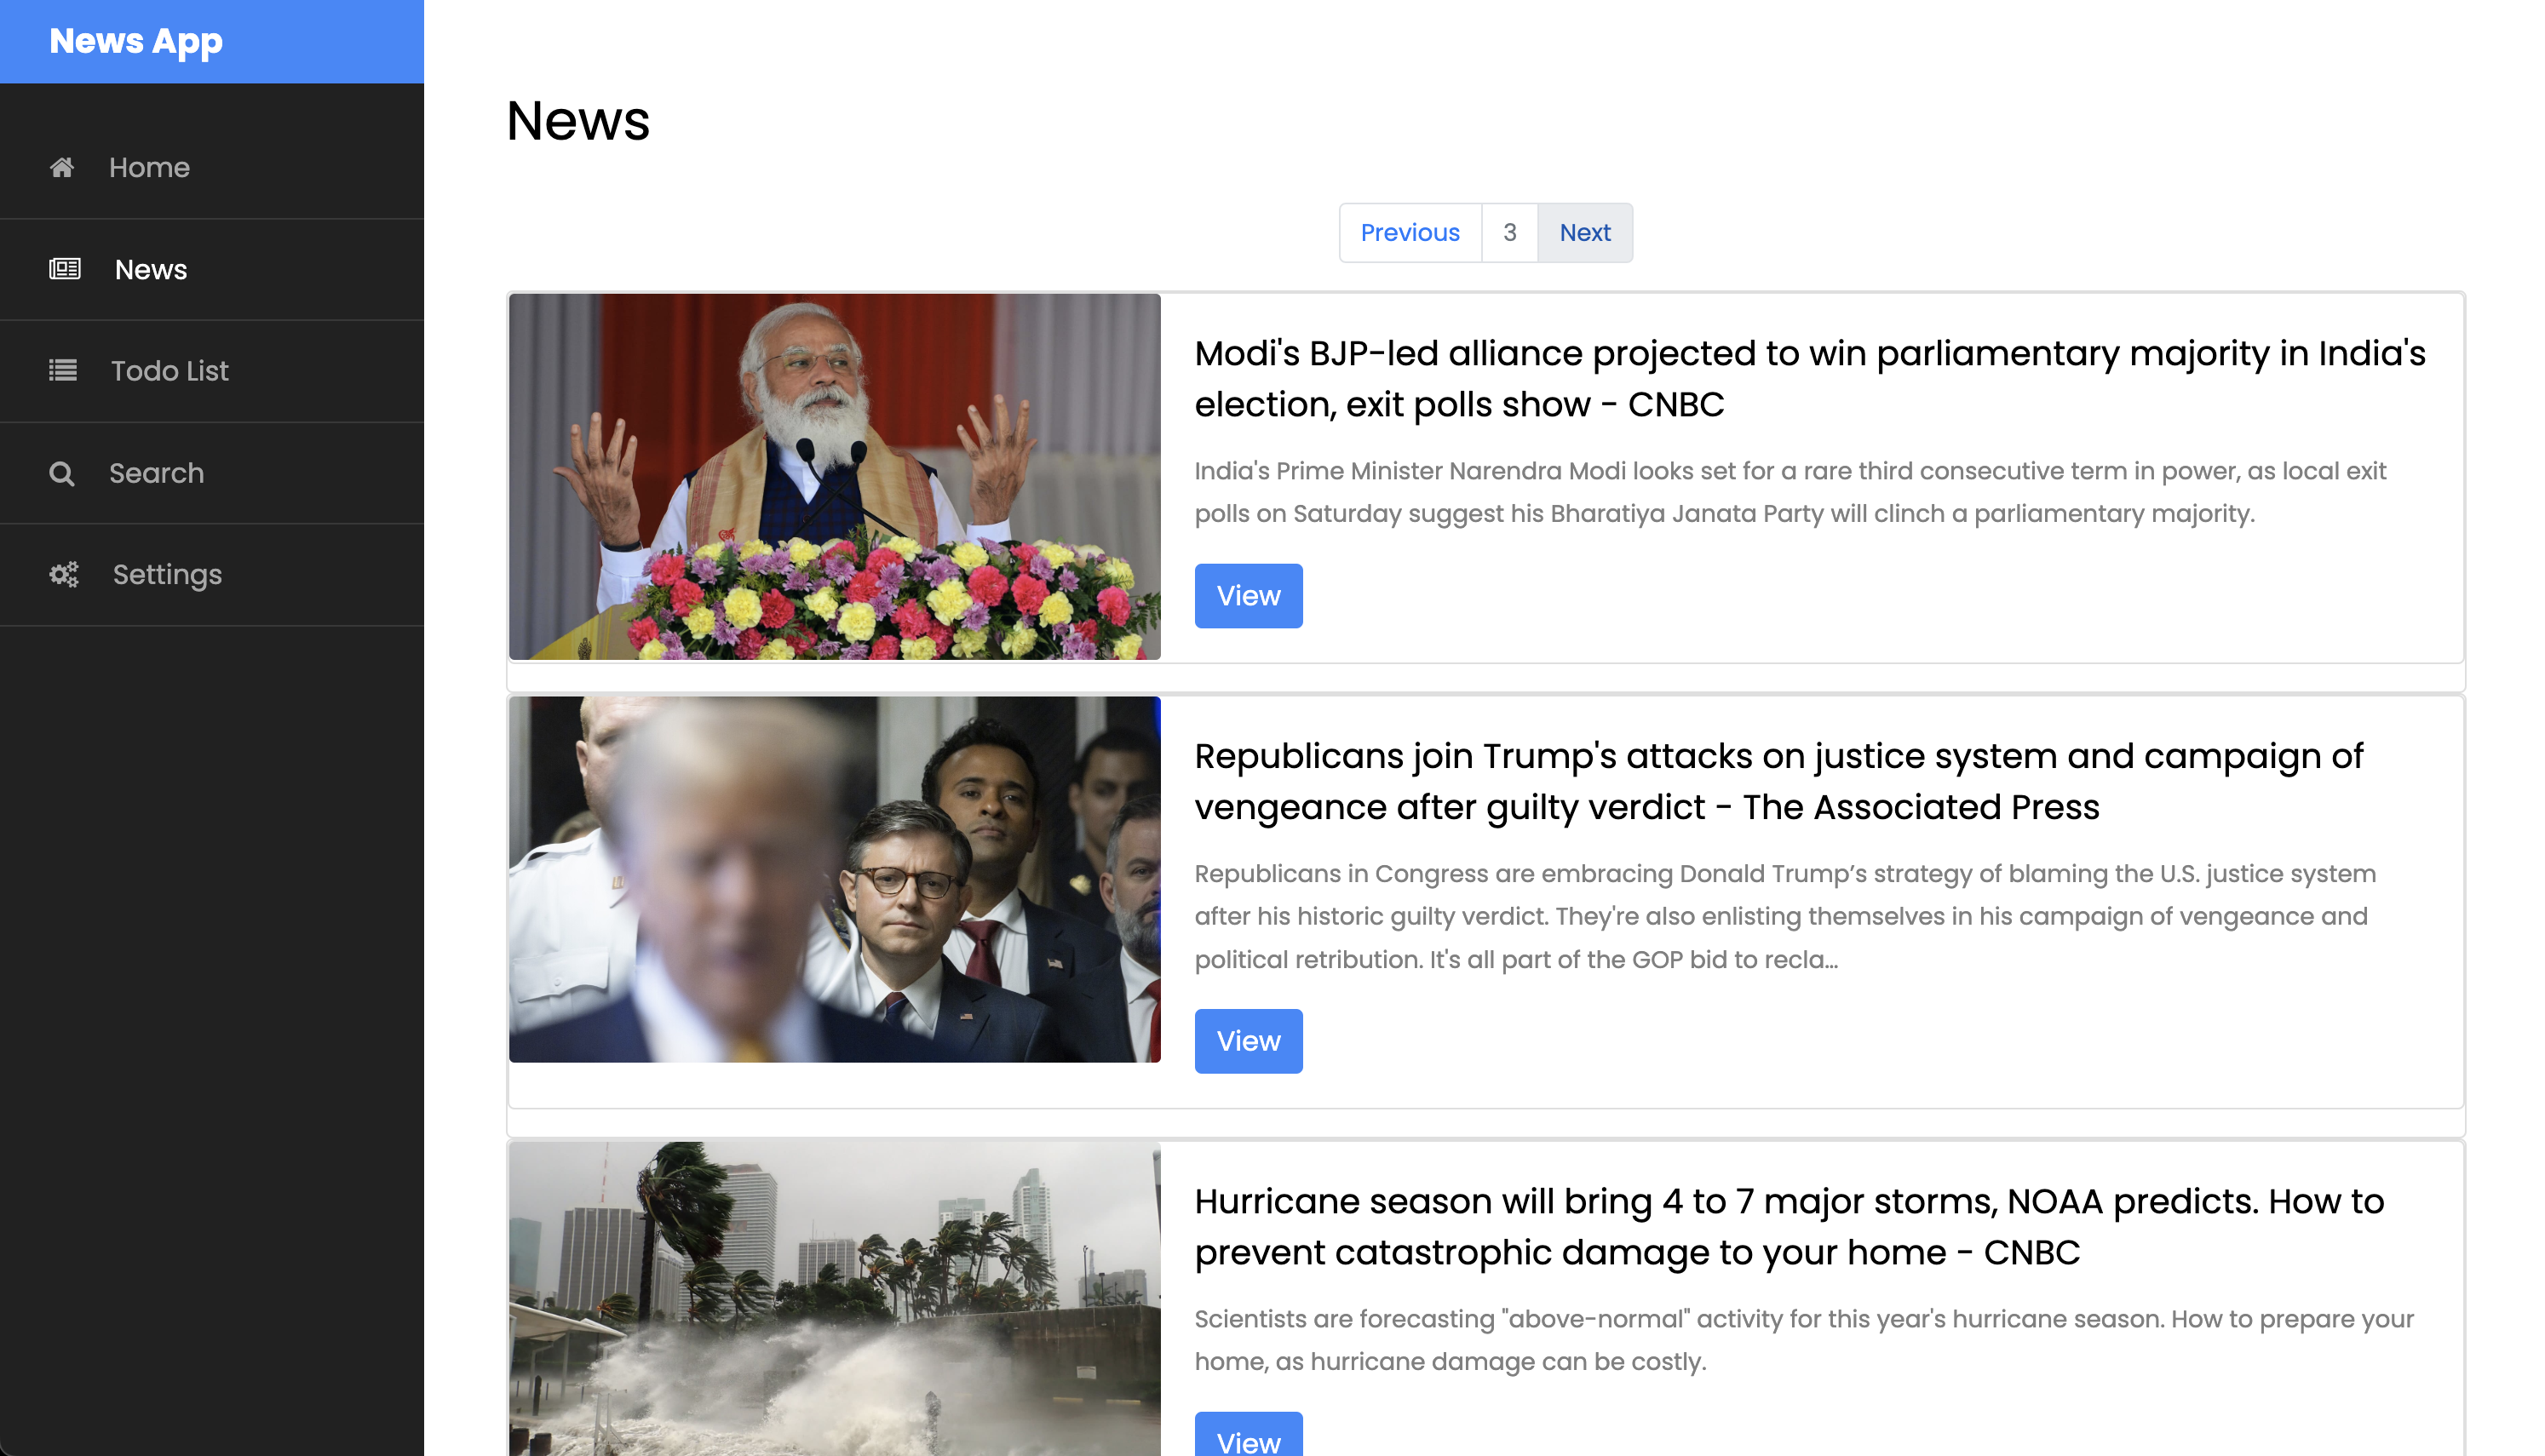 News App
Home
News
Todo List
Search
Settings
News
Previous 3 Next
Modi's BJP-led alliance projected to win parliamentary majority in India's
election, exit polls show - CNBC
India's Prime Minister Narendra Modi looks set for a rare third consecutive term in power, as local exit
polls on Saturday suggest his Bharatiya Janata Party will clinch a parliamentary majority.
View
Republicans join Trump's attacks on justice system and campaign of
vengeance after guilty verdict - The Associated Press
Republicans in Congress are embracing Donald Trump’s strategy of blaming the U.S. justice system
after his historic guilty verdict. They're also enlisting themselves in his campaign of vengeance and
political retribution. It's all part of the GOP bid to recla…
View
Hurricane season will bring 4 to 7 major storms, NOAA predicts. How to
prevent catastrophic damage to your home - CNBC
Scientists are forecasting "above-normal" activity for this year's hurricane season. How to prepare your
home, as hurricane damage can be costly.
View